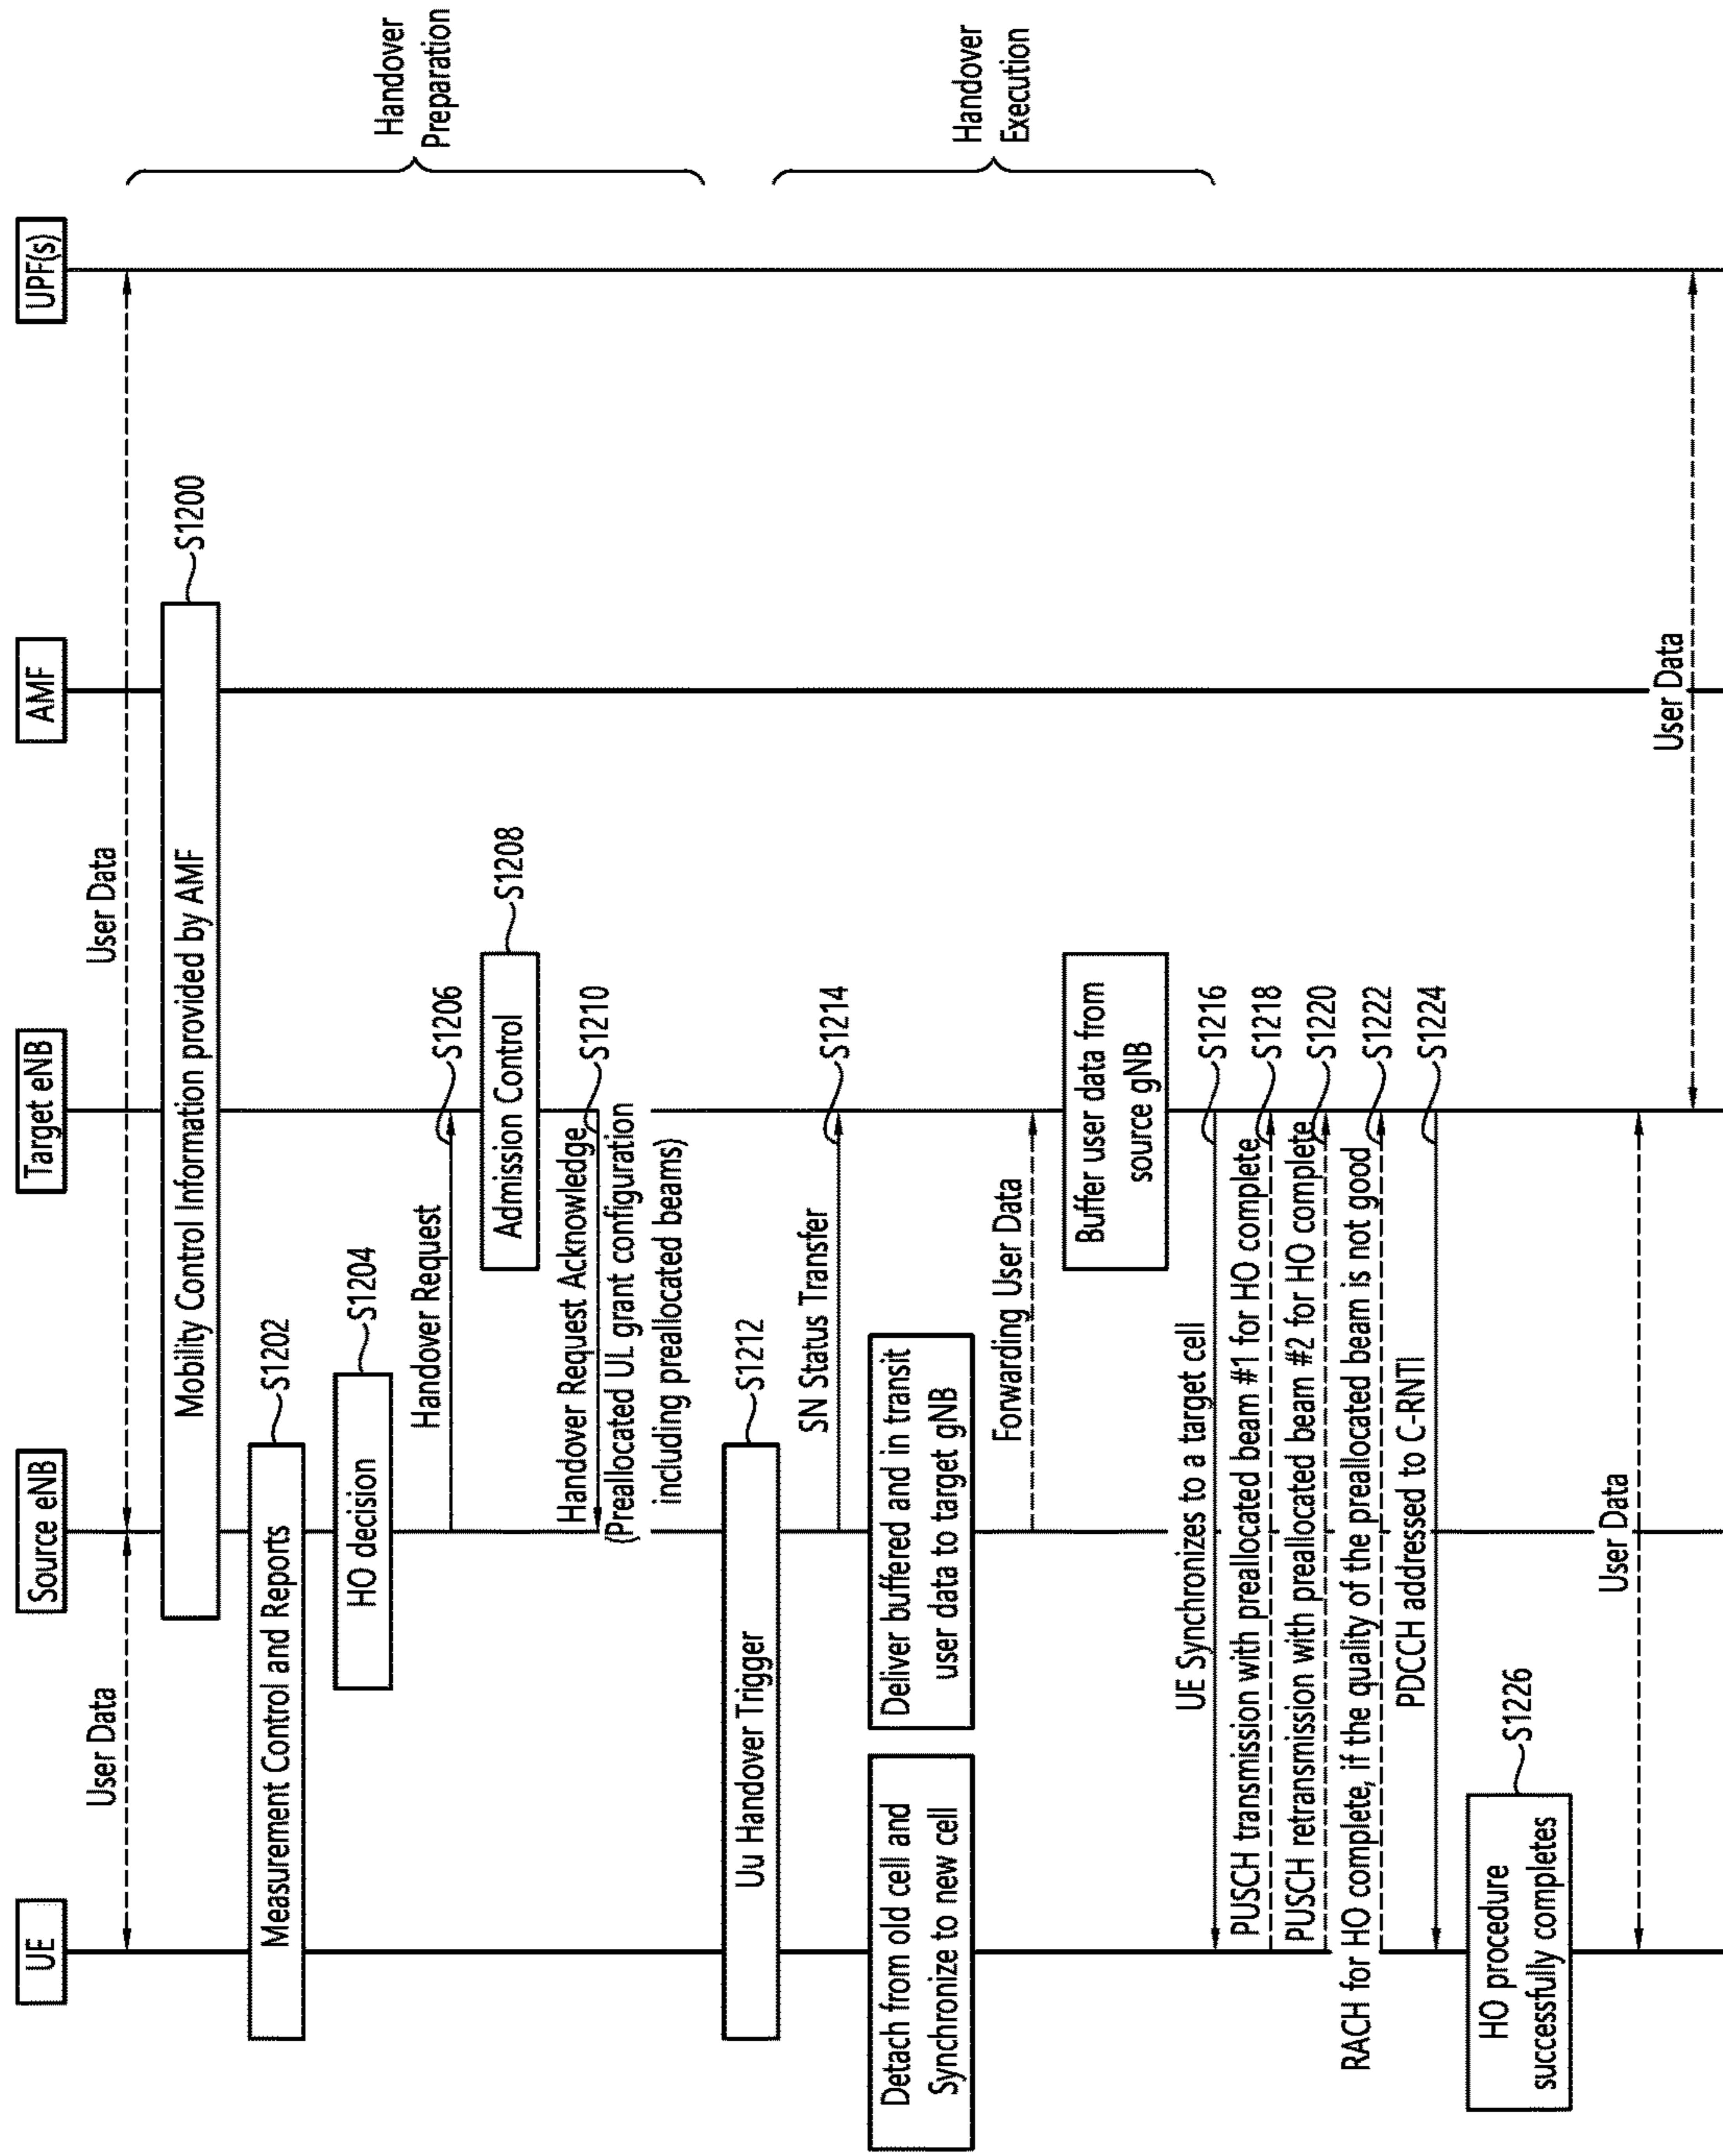 UE
Source eNB
Target eNB
AMF
UPF(s)
User Data
User Data
Mobility Control Information provided by AMF
S1200
Measurement Control and Reports
S1202
HO decision
S1204
Handover Request
S1206
Admission Control
S1208
Handover Request Acknowledge
(Preallocated UL grant configuration
including preallocated beams)
S1210
Handover
Preparation
Uu Handover Trigger
S1212
SN Status Transfer
S1214
Detach from old cell and
Synchronize to new cell
Deliver buffered and in transit
user data to target gNB
Forwarding User Data
Buffer user data from
source gNB
Handover
Execution
UE Synchronizes to a target cell
S1216
PUSCH transmission with preallocated beam #1 for HO complete
S1218
PUSCH retransmission with preallocated beam #2 for HO complete
S1220
RACH for HO complete, if the quality of the preallocated beam is not good
S1222
PDCCH addressed to C-RNTI
S1224
HO procedure
successfully completes
S1226
User Data
User Data